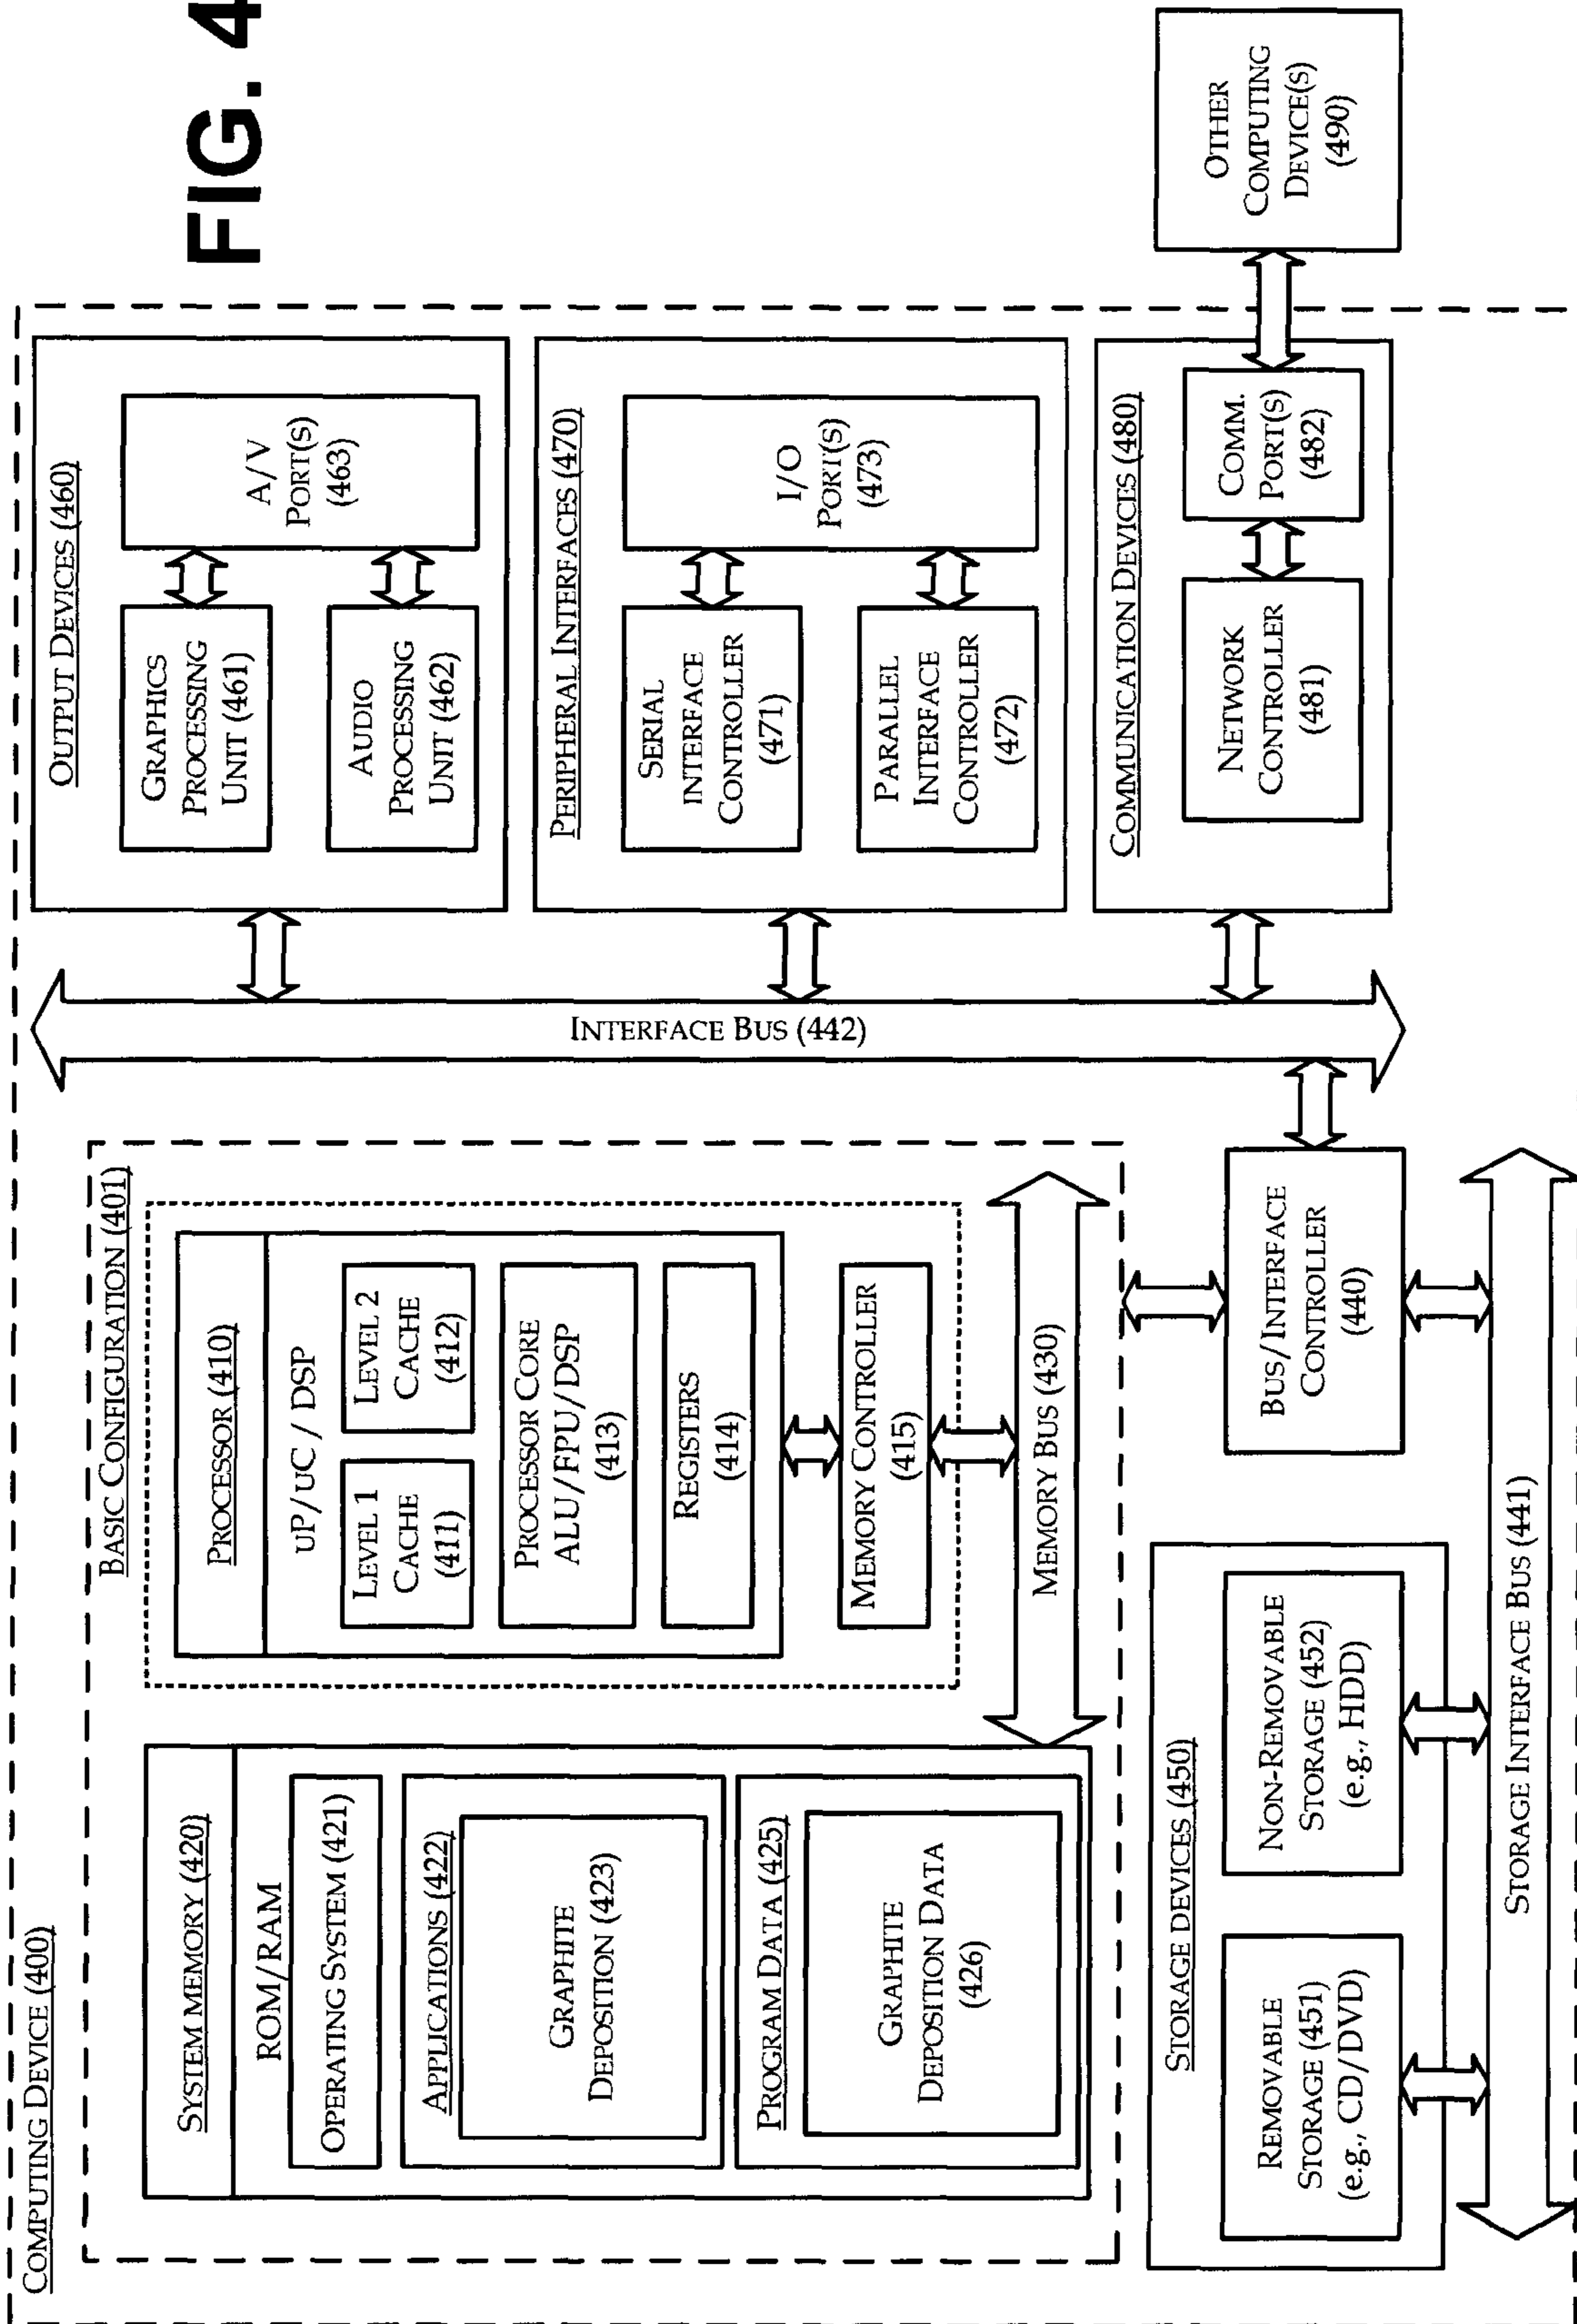 COMPUTING DEVICE (400)
BASIC CONFIGURATION (401)
SYSTEM MEMORY (420)
ROM/RAM
OPERATING SYSTEM (421)
APPLICATIONS (422)
GRAPHITE
DEPOSITION (423)
PROGRAM DATA (425)
GRAPHITE
DEPOSITION DATA
(426)
PROCESSOR (410)
uP/uC / DSP
LEVEL 1
CACHE
(411)
LEVEL 2
CACHE
(412)
PROCESSOR CORE
ALU/FPU/DSP
(413)
REGISTERS
(414)
MEMORY CONTROLLER
(415)
MEMORY BUS (430)
BUS/INTERFACE
CONTROLLER
(440)
STORAGE DEVICES (450)
REMOVABLE
STORAGE (451)
(e.g., CD/DVD)
NON-REMOVABLE
STORAGE (452)
(e.g., HDD)
STORAGE INTERFACE BUS (441)
INTERFACE BUS (442)
OUTPUT DEVICES (460)
GRAPHICS
PROCESSING
UNIT (461)
AUDIO
PROCESSING
UNIT (462)
A/V
PORT(S)
(463)
PERIPHERAL INTERFACES (470)
SERIAL
INTERFACE
CONTROLLER
(471)
PARALLEL
INTERFACE
CONTROLLER
(472)
I/O
PORT(S)
(473)
COMMUNICATION DEVICES (480)
NETWORK
CONTROLLER
(481)
COMM.
PORT(S)
(482)
OTHER
COMPUTING
DEVICE(S)
(490)
FIG. 4